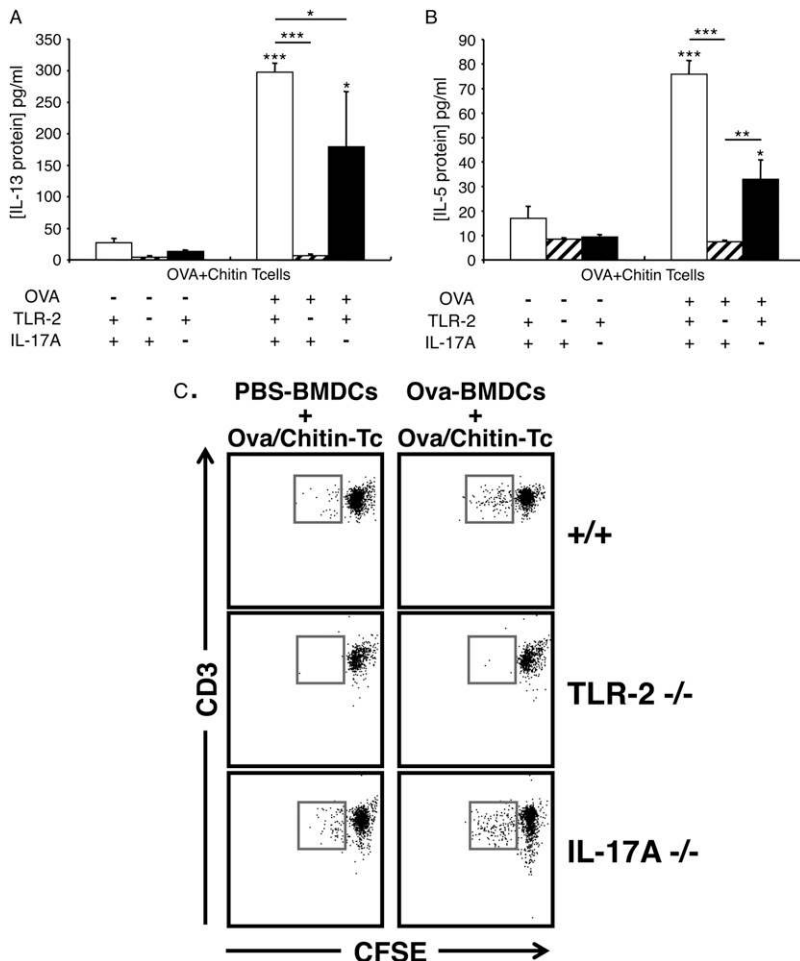 A
[IL-13 protein] pg/ml
350
300
250
200
150
100
50
0
*
***
***
*
OVA+Chitin Tcells
OVA - - - + + +
TLR-2 + - + + - +
IL-17A + + - + + -
B
[IL-5 protein] pg/ml
90
80
70
60
50
40
30
20
10
0
***
***
**
*
OVA+Chitin Tcells
OVA - - - + + +
TLR-2 + - + + - +
IL-17A + + - + + -
C.
PBS-BMDCs
+
Ova/Chitin-Tc
Ova-BMDCs
+
Ova/Chitin-Tc
+/+
TLR-2 -/-
IL-17A -/-
CD3
CFSE